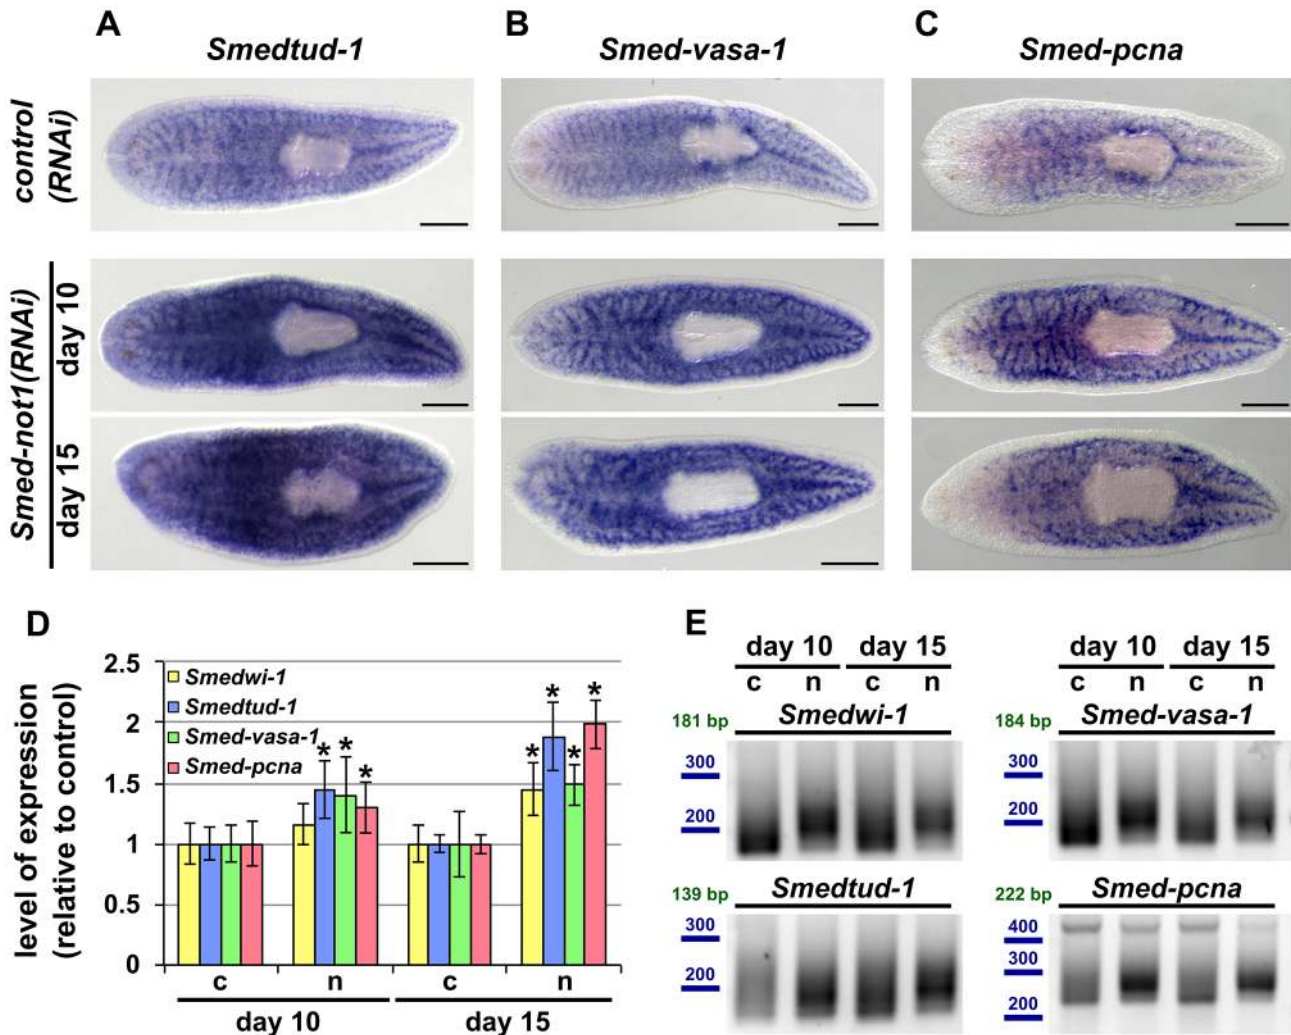 A
B
C
Smedtud-1
Smed-vasa-1
Smed-pcna
control
(RNAi)
Smed-not1(RNAi)
day 10
day 15
D
level of expression
(relative to control)
2.5
2
1.5
1
0.5
0
Smedwi-1
Smedtud-1
Smed-vasa-1
Smed-pcna
* * *
* * * *
c n c n
day 10 day 15
E
day 10 day 15
c n c n
181 bp Smedwi-1
300
200
139 bp Smedtud-1
300
200
day 10 day 15
c n c n
184 bp Smed-vasa-1
300
200
222 bp Smed-pcna
400
300
200